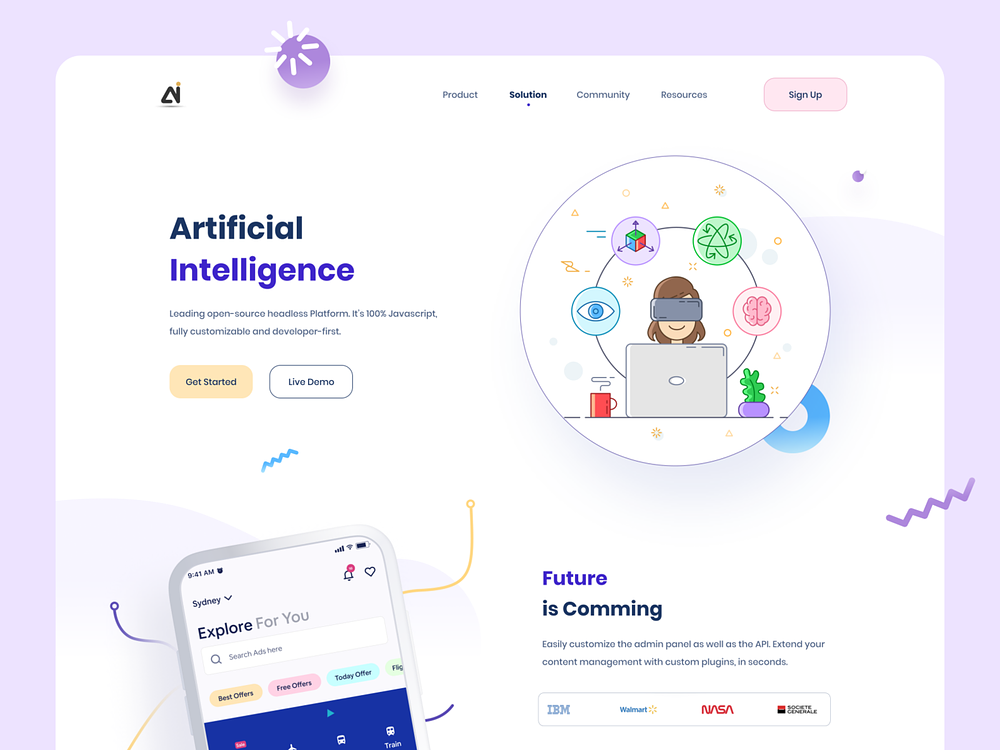 AI
Product
Solution
Community
Resources
Sign Up
Artificial
Intelligence
Leading open-source headless Platform. It's 100% Javascript,
fully customizable and developer-first.
Get Started
Live Demo
9:41 AM
Sydney
Explore For You
Search Ads here
Best Offers
Free Offers
Today Offer
Flig
Sale
Train
Future
is Comming
Easily customize the admin panel as well as the API. Extend your
content management with custom plugins, in seconds.
IBM
Walmart
NASA
SOCIETE
GENERALE